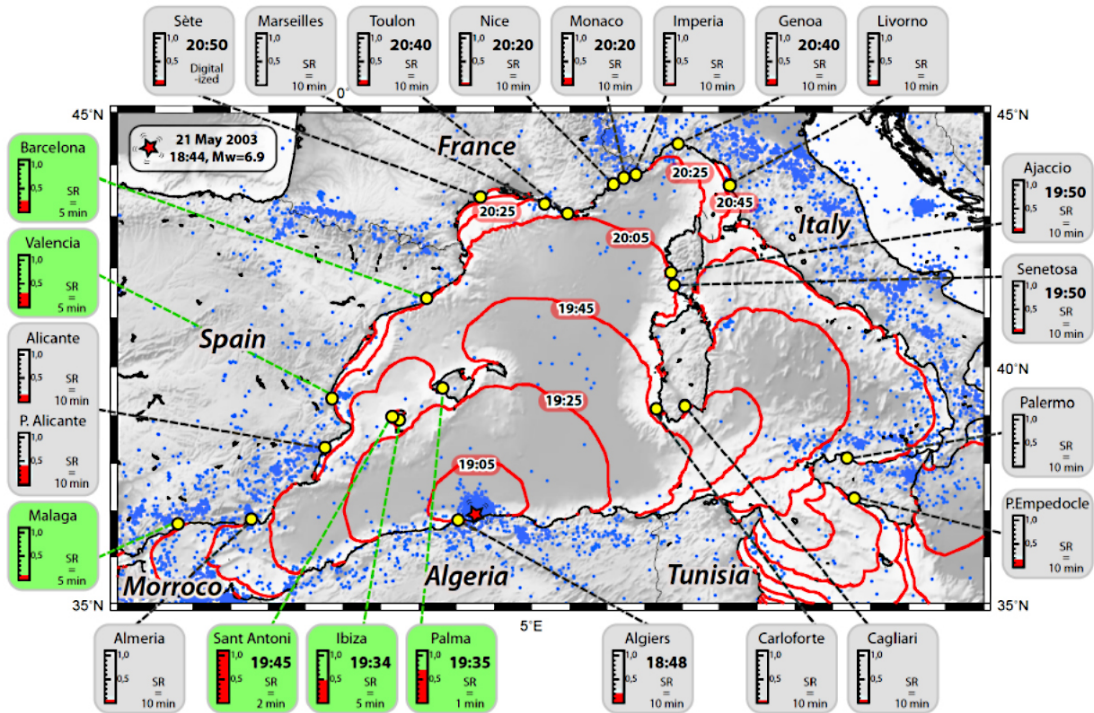 Sète
1,0
20:50
0,5
Digital
-ized
Marseilles
1,0
0,5
SR
=
10 min
Toulon
1,0
20:40
0,5
SR
=
10 min
Nice
1,0
20:20
0,5
SR
=
10 min
Monaco
1,0
20:20
0,5
SR
=
10 min
Imperia
1,0
0,5
SR
=
10 min
Genoa
1,0
20:40
0,5
SR
=
10 min
Livorno
1,0
0,5
SR
=
10 min
0°
45°N
45°N
21 May 2003
18:44, Mw=6.9
France
Barcelona
1,0
0,5
SR
=
5 min
Valencia
1,0
0,5
SR
=
5 min
Alicante
1,0
0,5
SR
=
10 min
P. Alicante
1,0
0,5
SR
=
10 min
Malaga
1,0
0,5
SR
=
5 min
20:25
20:25
20:45
20:05
Italy
Spain
19:45
40°N
19:25
19:05
Ajaccio
1,0
19:50
0,5
SR
=
10 min
Senetosa
1,0
19:50
0,5
SR
=
10 min
Palermo
1,0
0,5
SR
=
10 min
P.Empedocle
1,0
0,5
SR
=
10 min
Morroco
Algeria
Tunisia
35°N
35°N
5°E
Almeria
1,0
0,5
SR
=
10 min
Sant Antoni
1,0
19:45
0,5
SR
=
2 min
Ibiza
1,0
19:34
0,5
SR
=
5 min
Palma
1,0
19:35
0,5
SR
=
1 min
Algiers
1,0
18:48
0,5
SR
=
10 min
Carloforte
1,0
0,5
SR
=
10 min
Cagliari
1,0
0,5
SR
=
10 min